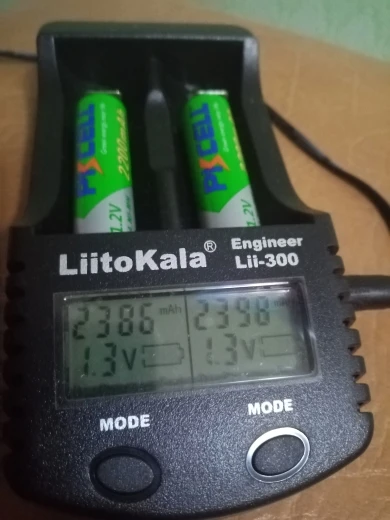 PKCELL
2200mAh
1.2V
PKCELL
1.2V
LiitoKala®
Engineer
Lii-300
2386 mAh
2398
1.3V
1.3V
MODE
MODE